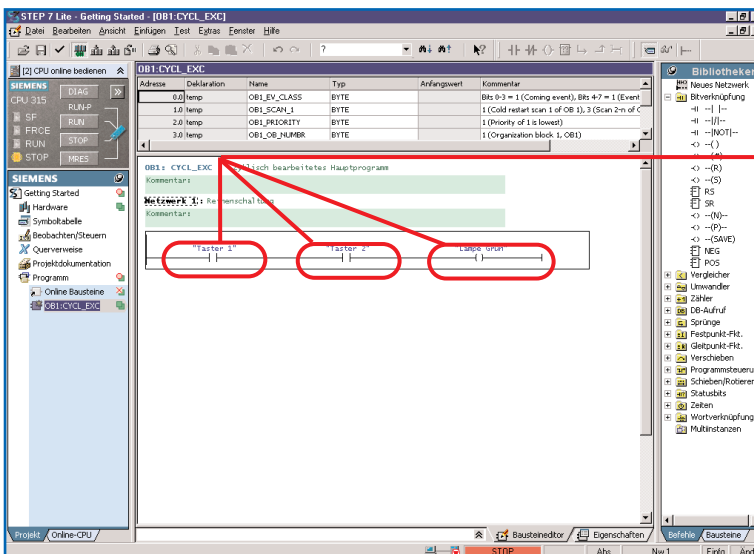 STEP 7 Lite - Getting Started - [OB1:CYCL_EXC]
Datei Bearbeiten Ansicht Einfügen Test Extras Fenster Hilfe
?
[2] CPU online bedienen
SIEMENS
CPU 315
DIAG
RUN-P
SF
RUN
FRCE
RUN
STOP
STOP
MRES
SIEMENS
Getting Started
Hardware
Symboltabelle
Beobachten/Steuern
Querverweise
Projektdokumentation
Programm
Online Bausteine
OB1:CYCL_EXC
Projekt Online-CPU
OB1:CYCL_EXC
Adresse Deklaration Name Typ Anfangswert Kommentar
0.0 temp OB1_EV_CLASS BYTE Bits 0-3 = 1 (Coming event), Bits 4-7 = 1 (Event
1.0 temp OB1_SCAN_1 BYTE 1 (Cold restart scan 1 of OB 1), 3 (Scan 2-n of O
2.0 temp OB1_PRIORITY BYTE 1 (Priority of 1 is lowest)
3.0 temp OB1_OB_NUMBR BYTE 1 (Organization block 1, OB1)
OB1: CYCL_EXC Zyklisch bearbeitetes Hauptprogramm
Kommentar:
Netzwerk 1: Reihenschaltung
Kommentar:
"Taster 1" "Taster 2" "Lampe Grün"
Bausteineditor Eigenschaften
Bibliotheken
Neues Netzwerk
Bitverknüpfung
--| |--
--|/|--
--|NOT|--
--( )
--(#)
--(R)
--(S)
RS
SR
--(N)--
--(P)--
--(SAVE)
NEG
POS
Vergleicher
Umwandler
Zähler
DB-Aufruf
Sprünge
Festpunkt-Fkt.
Gleitpunkt-Fkt.
Verschieben
Programmsteueru
Schieben/Rotieren
Statusbits
Zeiten
Wortverknüpfung
Multiinstanzen
Befehle Bausteine
STOP Abs Nw 1 Einfg